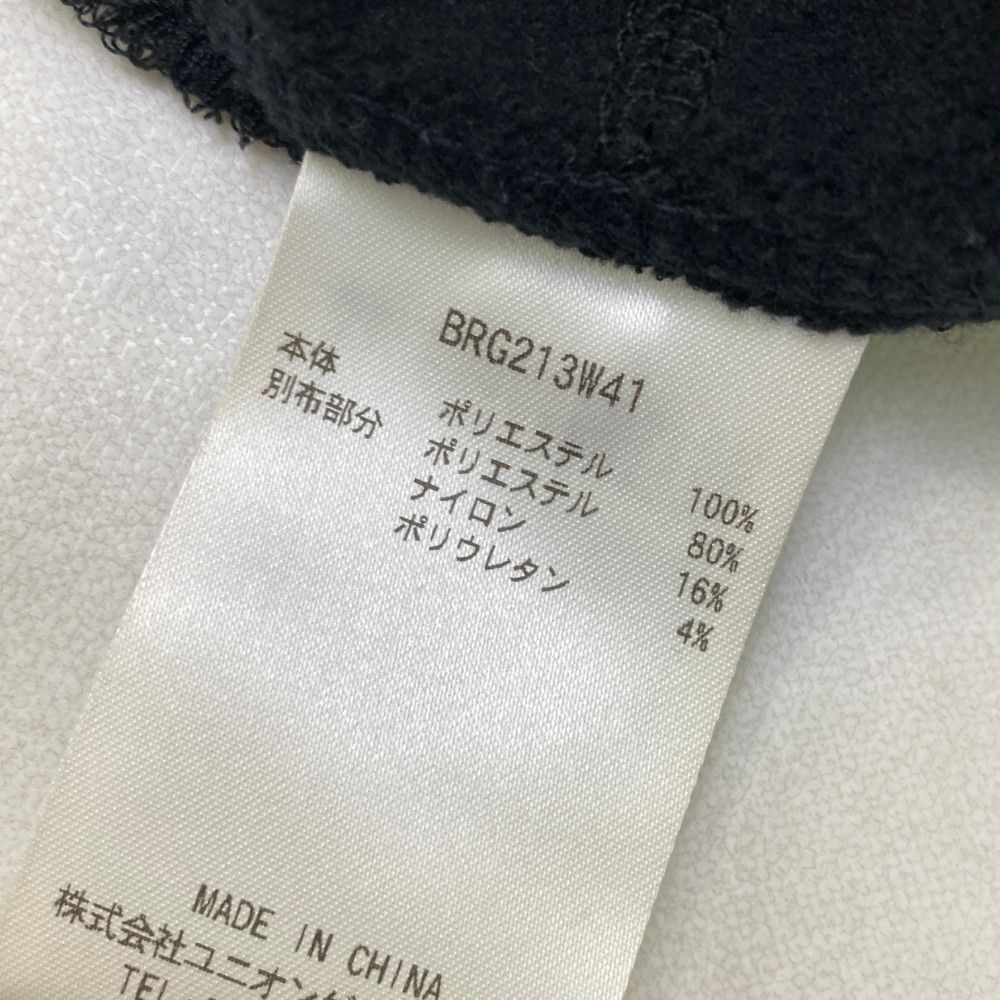 BRG213W41
本体 ポリエステル 100%
別布部分 ポリエステル 80%
ナイロン 16%
ポリウレタン 4%
MADE IN CHINA
株式会社ユニオンゲ
TEL